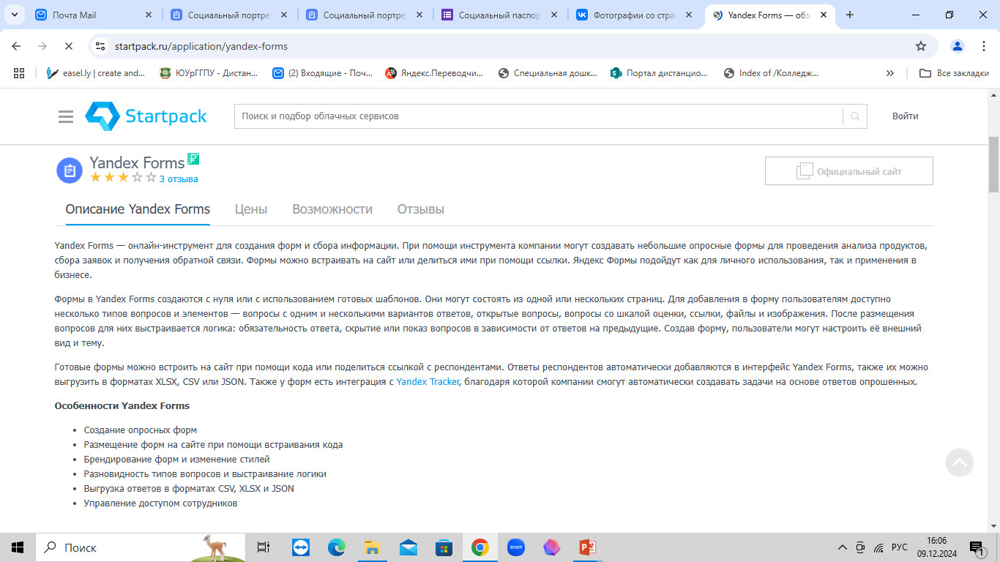 Почта Mail
Социальный портре
Социальный портре
Социальный паспор
Фотографии со стра
Yandex Forms — обз
startpack.ru/application/yandex-forms
easel.ly | create and...
ЮУрГГПУ - Дистан...
(2) Входящие - Поч...
Яндекс.Переводчи...
Специальная дошк...
Портал дистанцио...
Index of /Колледж...
Все закладки
Startpack
Поиск и подбор облачных сервисов
Войти
Yandex Forms
3 отзыва
Официальный сайт
Описание Yandex Forms
Цены
Возможности
Отзывы
Yandex Forms — онлайн-инструмент для создания форм и сбора информации. При помощи инструмента компании могут создавать небольшие опросные формы для проведения анализа продуктов,
сбора заявок и получения обратной связи. Формы можно встраивать на сайт или делиться ими при помощи ссылки. Яндекс Формы подойдут как для личного использования, так и применения в
бизнесе.
Формы в Yandex Forms создаются с нуля или с использованием готовых шаблонов. Они могут состоять из одной или нескольких страниц. Для добавления в форму пользователям доступно
несколько типов вопросов и элементов — вопросы с одним и несколькими вариантов ответов, открытые вопросы, вопросы со шкалой оценки, ссылки, файлы и изображения. После размещения
вопросов для них выстраивается логика: обязательность ответа, скрытие или показ вопросов в зависимости от ответов на предыдущие. Создав форму, пользователи могут настроить её внешний
вид и тему.
Готовые формы можно встроить на сайт при помощи кода или поделиться ссылкой с респондентами. Ответы респондентов автоматически добавляются в интерфейс Yandex Forms, также их можно
выгрузить в форматах XLSX, CSV или JSON. Также у форм есть интеграция с Yandex Tracker, благодаря которой компании смогут автоматически создавать задачи на основе ответов опрошенных.
Особенности Yandex Forms
• Создание опросных форм
• Размещение форм на сайте при помощи встраивания кода
• Брендирование форм и изменение стилей
• Разновидность типов вопросов и выстраивание логики
• Выгрузка ответов в форматах CSV, XLSX и JSON
• Управление доступом сотрудников
Поиск
zoom
РУС
16:06
09.12.2024
1